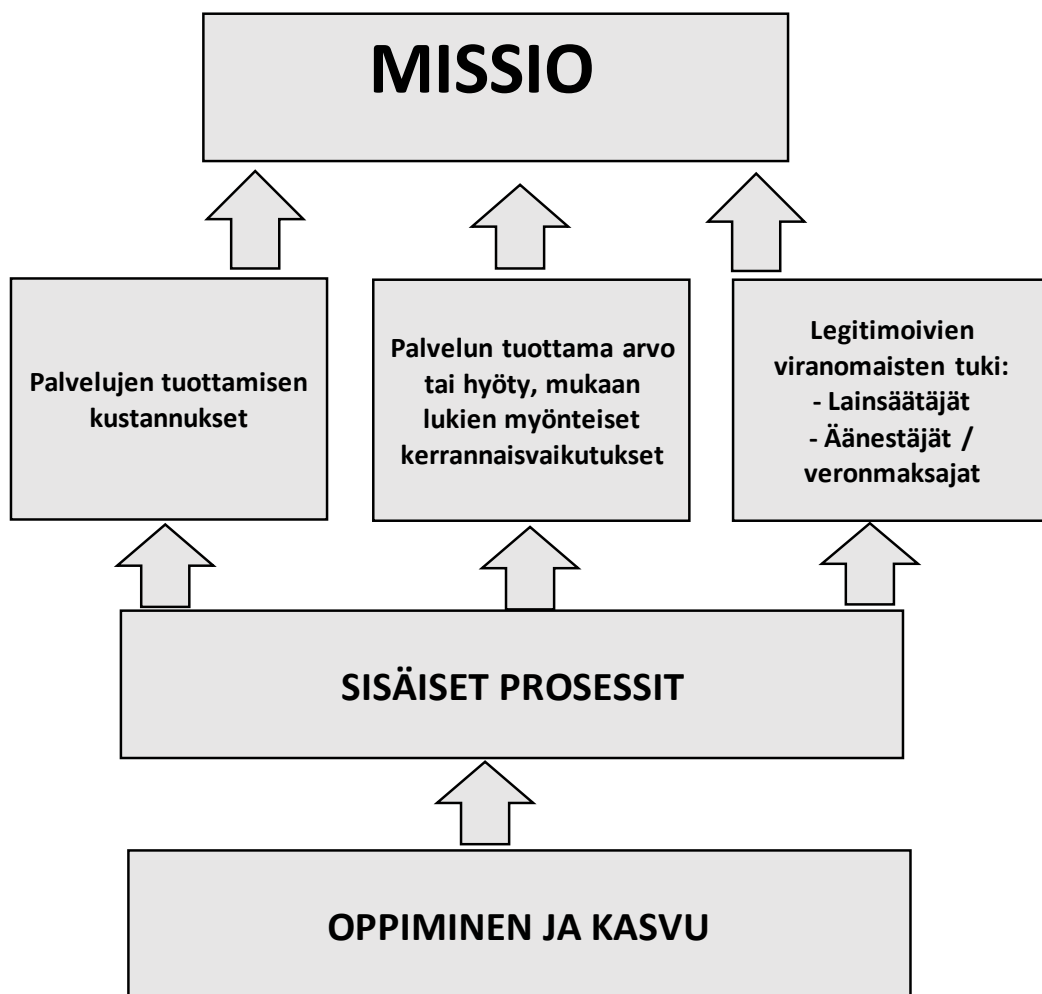 MISSIO
Palvelujen tuottamisen
kustannukset
Palvelun tuottama arvo
tai hyöty, mukaan
lukien myönteiset
kerrannaisvaikutukset
Legitimoivien
viranomaisten tuki:
- Lainsäätäjät
- Äänestäjät /
veronmaksajat
SISÄISET PROSESSIT
OPPIMINEN JA KASVU